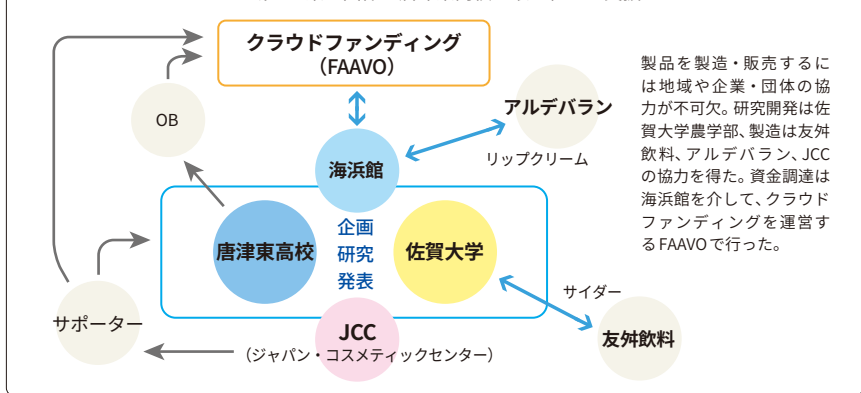 クラウドファンディング
（FAAVO）
OB
アルデバラン
海浜館
リップクリーム
唐津東高校
企画
研究
発表
佐賀大学
サポーター
サイダー
JCC
（ジャパン・コスメティックセンター）
友舛飲料
製品を製造・販売するに
は地域や企業・団体の協
力が不可欠。研究開発は佐
賀大学農学部、製造は友舛
飲料、アルデバラン、JCC
の協力を得た。資金調達は
海浜館を介して、クラウド
ファンディングを運営す
るFAAVOで行った。